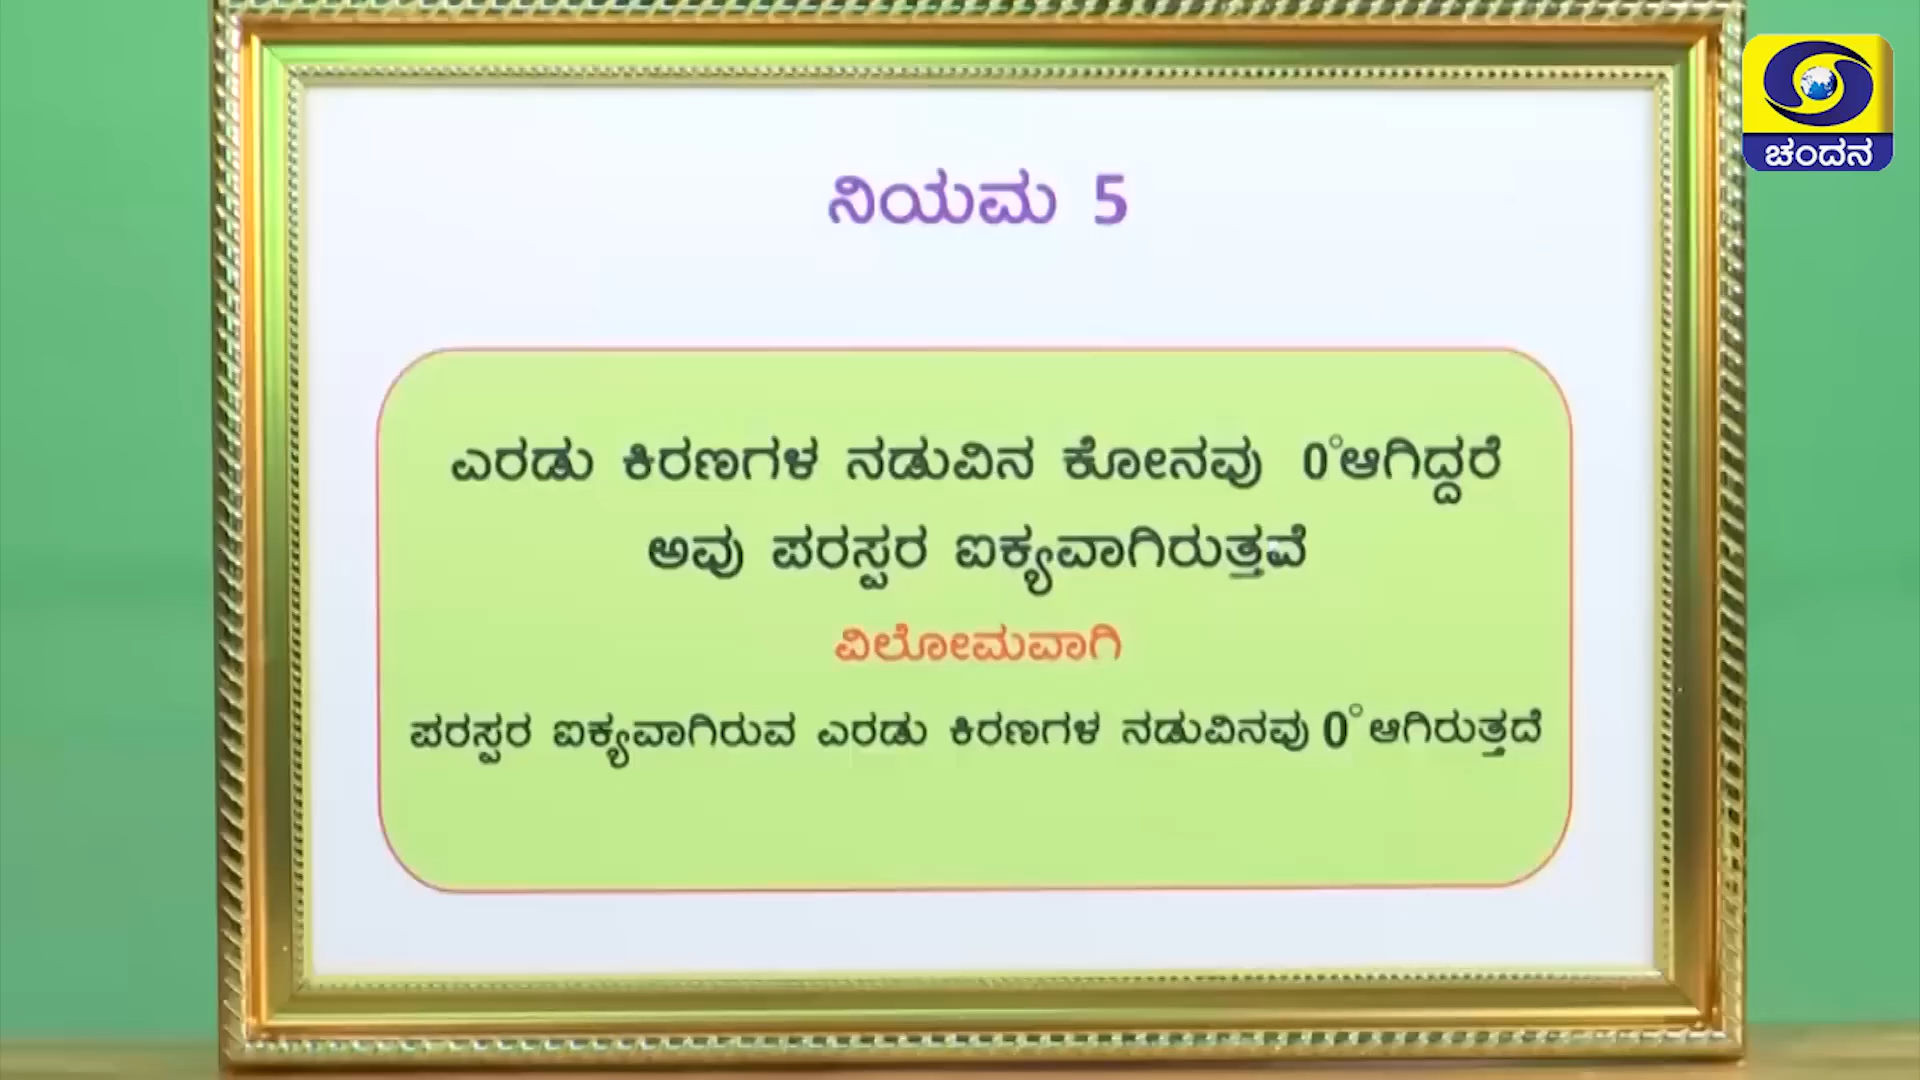 ಚಂದನ
ನಿಯಮ 5
ಎರಡು ಕಿರಣಗಳ ನಡುವಿನ ಕೋನವು 0°ಆಗಿದ್ದರೆ
ಅವು ಪರಸ್ಪರ ಐಕ್ಯವಾಗಿರುತ್ತವೆ
ವಿಲೋಮವಾಗಿ
ಪರಸ್ಪರ ಐಕ್ಯವಾಗಿರುವ ಎರಡು ಕಿರಣಗಳ ನಡುವಿನವು 0° ಆಗಿರುತ್ತದೆ